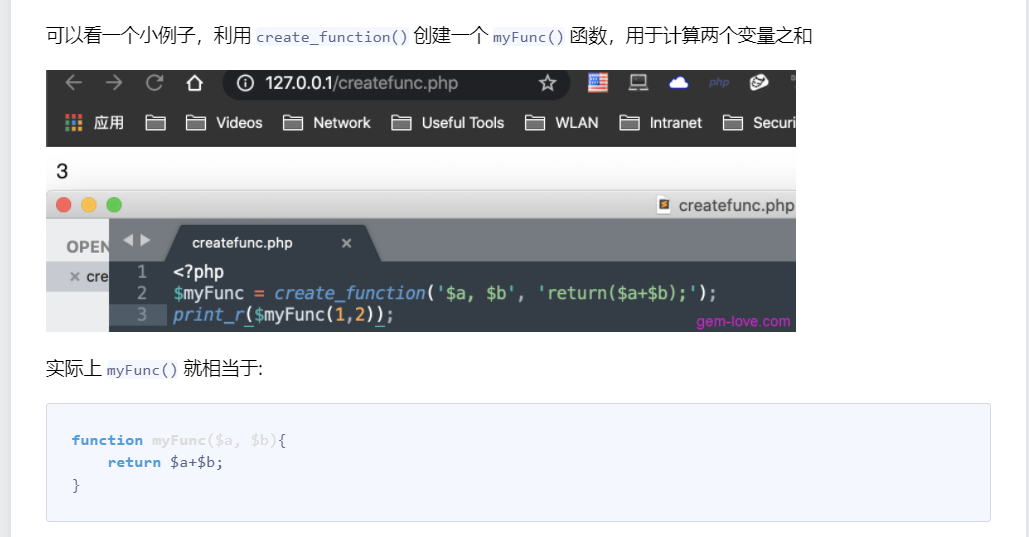 可以看一个小例子，利用 create_function() 创建一个 myFunc() 函数，用于计算两个变量之和
127.0.0.1/createfunc.php
php
应用 Videos Network Useful Tools WLAN Intranet Securi
3
createfunc.php
OPEN
createfunc.php ×
× cre
1 <?php
2 $myFunc = create_function('$a, $b', 'return($a+$b);');
3 print_r($myFunc(1,2));
gem-love.com
实际上 myFunc() 就相当于:
function myFunc($a, $b){
    return $a+$b;
}